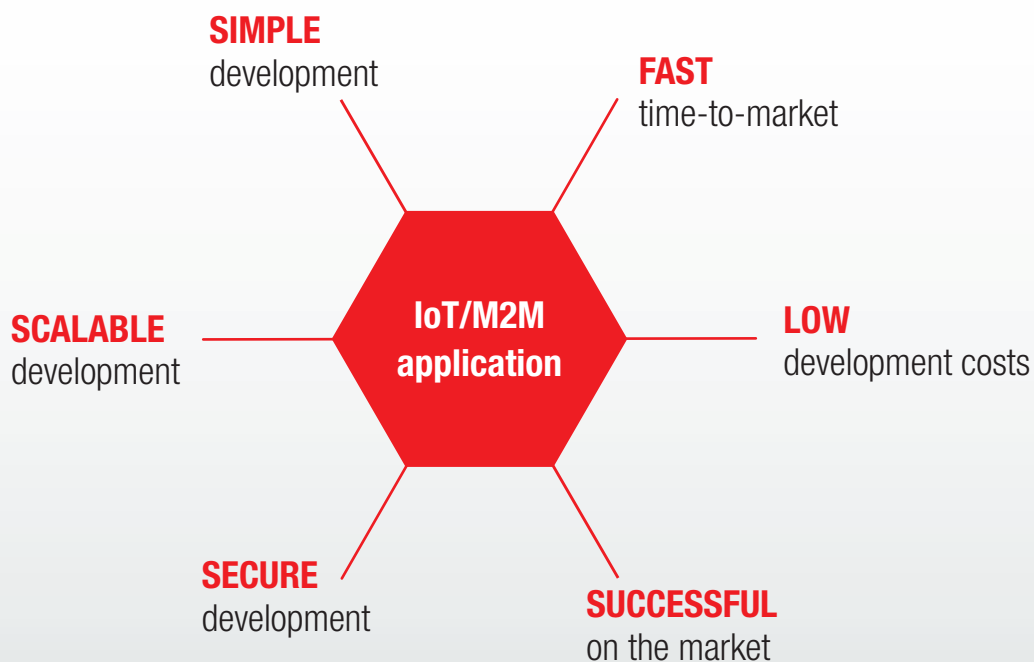 SIMPLE
development
FAST
time-to-market
IoT/M2M
application
SCALABLE
development
LOW
development costs
SECURE
development
SUCCESSFUL
on the market